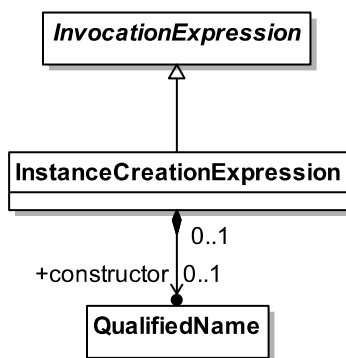 InvocationExpression
InstanceCreationExpression
0..1
+constructor 0..1
QualifiedName